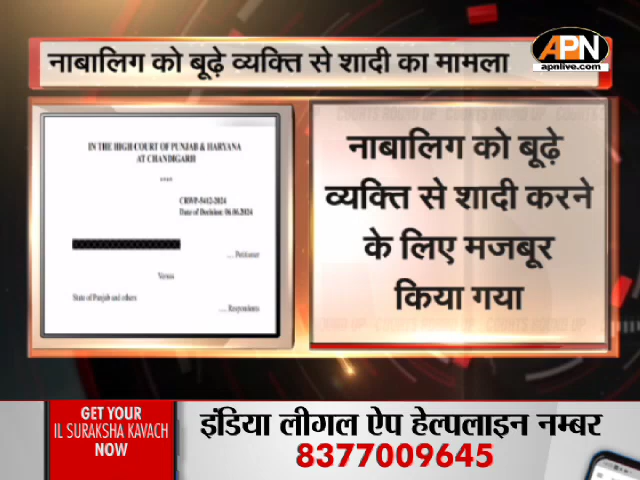 नाबालिग को बूढ़े व्यक्ति से शादी का मामला
APN
apnlive.com
IN THE HIGH COURT OF PUNJAB & HARYANA
AT CHANDIGARH
****
CRWP-5412-2024
Date of Decision: 06.06.2024
.... Petitioner
Versus
State of Punjab and others
.... Respondents
नाबालिग को बूढ़े
व्यक्ति से शादी करने
के लिए मजबूर
किया गया
GET YOUR
IL SURAKSHA KAVACH
NOW
इंडिया लीगल ऐप हेल्पलाइन नम्बर
8377009645